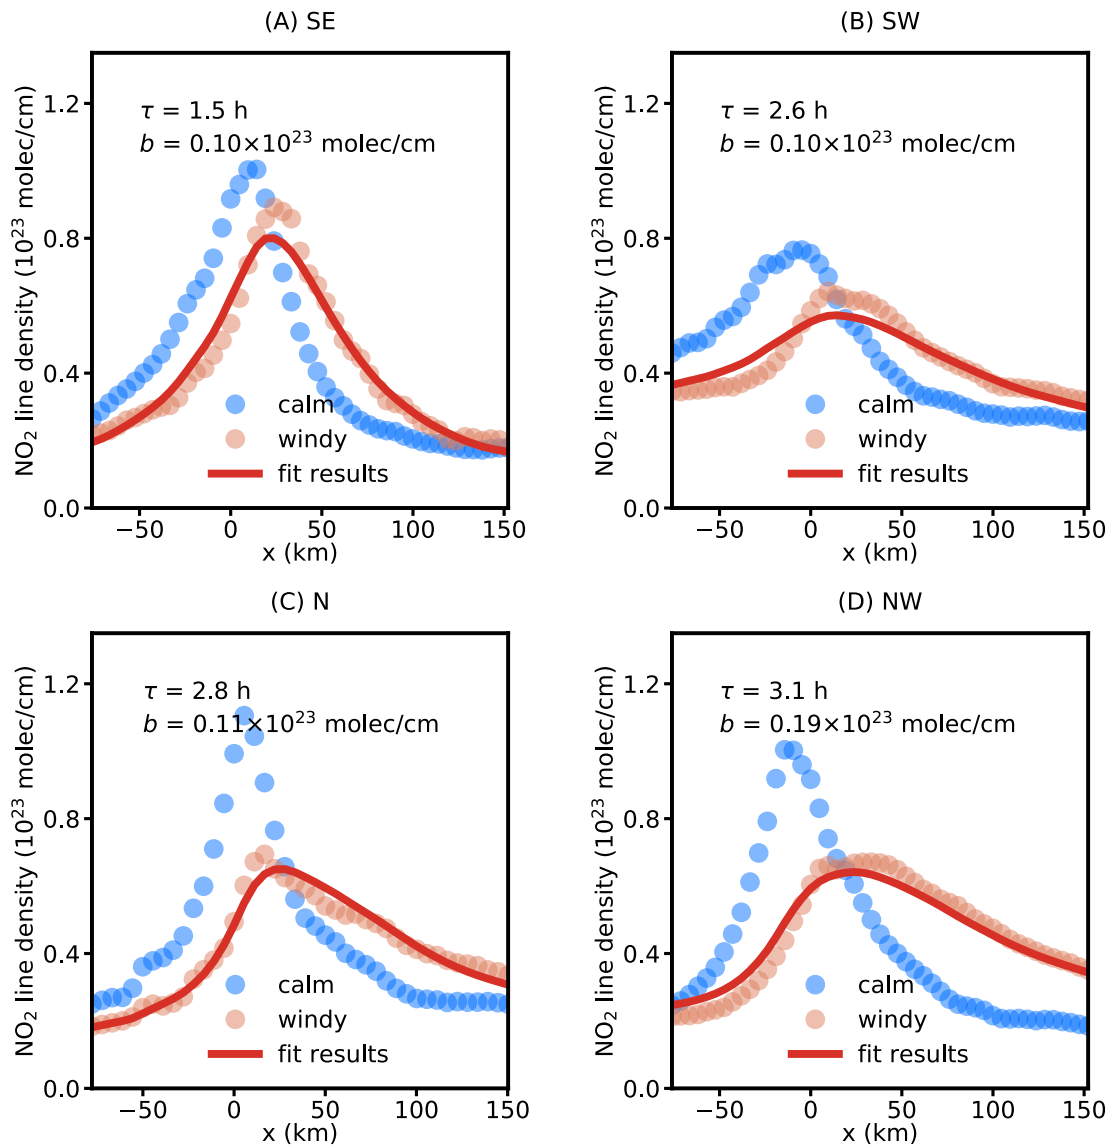 (A) SE
NO₂ line density (10²³ molec/cm)
1.2
0.8
0.4
0.0
τ = 1.5 h
b = 0.10×10²³ molec/cm
calm
windy
fit results
−50
0
50
100
150
x (km)
(B) SW
NO₂ line density (10²³ molec/cm)
1.2
0.8
0.4
0.0
τ = 2.6 h
b = 0.10×10²³ molec/cm
calm
windy
fit results
−50
0
50
100
150
x (km)
(C) N
NO₂ line density (10²³ molec/cm)
1.2
0.8
0.4
0.0
τ = 2.8 h
b = 0.11×10²³ molec/cm
calm
windy
fit results
−50
0
50
100
150
x (km)
(D) NW
NO₂ line density (10²³ molec/cm)
1.2
0.8
0.4
0.0
τ = 3.1 h
b = 0.19×10²³ molec/cm
calm
windy
fit results
−50
0
50
100
150
x (km)